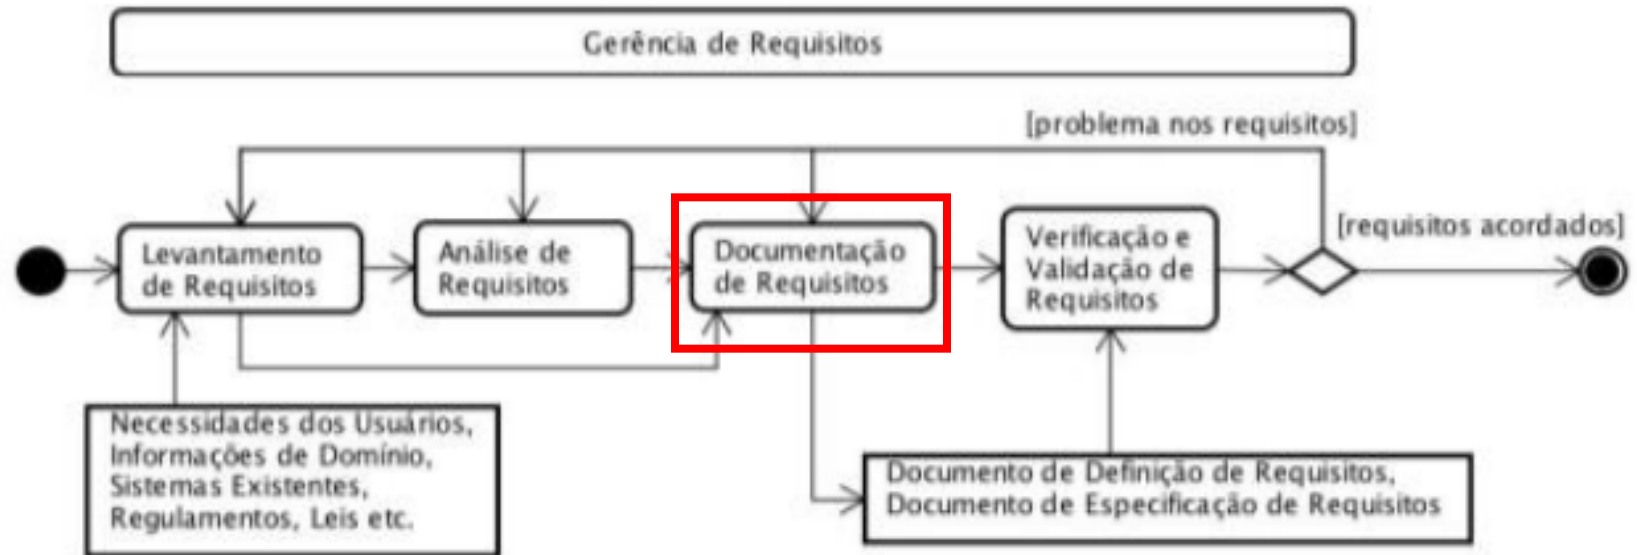 Gerência de Requisitos
[problema nos requisitos]
[requisitos acordados]
Levantamento
de Requisitos
Análise de
Requisitos
Documentação
de Requisitos
Verificação e
Validação de
Requisitos
Necessidades dos Usuários,
Informações de Domínio,
Sistemas Existentes,
Regulamentos, Leis etc.
Documento de Definição de Requisitos,
Documento de Especificação de Requisitos